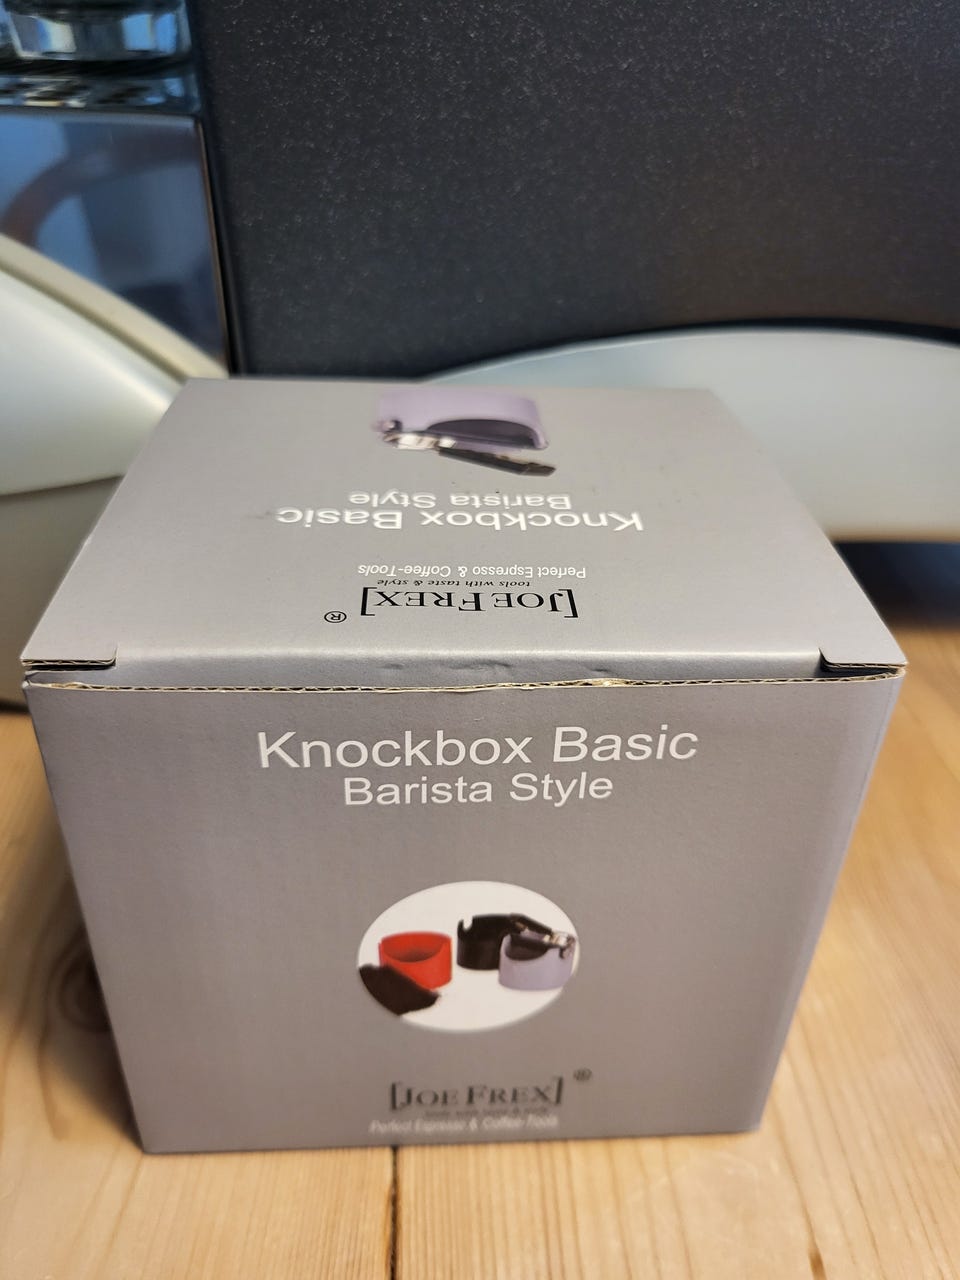 [JOE FREX]®
tools with taste & style
Perfect Espresso & Coffee-Tools
Knockbox Basic
Barista Style
Knockbox Basic
Barista Style
[JOE FREX]®
Perfect Espresso & Coffee-Tools